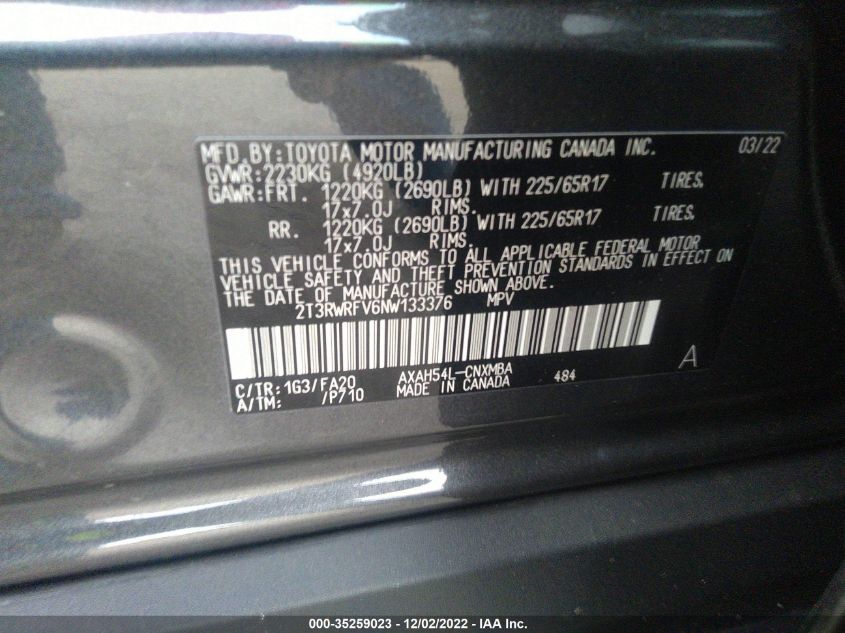 MFD.BY:TOYOTA MOTOR MANUFACTURING CANADA INC. 03/22
GVWR:2230KG (4920LB)
GAWR:FRT. 1220KG (2690LB) WITH 225/65R17 TIRES,
17x7.0J RIMS.
RR. 1220KG (2690LB) WITH 225/65R17 TIRES,
17x7.0J RIMS.
THIS VEHICLE CONFORMS TO ALL APPLICABLE FEDERAL MOTOR
VEHICLE SAFETY AND THEFT PREVENTION STANDARDS IN EFFECT ON
THE DATE OF MANUFACTURE SHOWN ABOVE.
2T3RWRFV6NW133376 MPV
A
C/TR: 1G3/FA20 AXAH54L-CNXMBA 484
A/TM: /P710 MADE IN CANADA
000-35259023 - 12/02/2022 - IAA Inc.